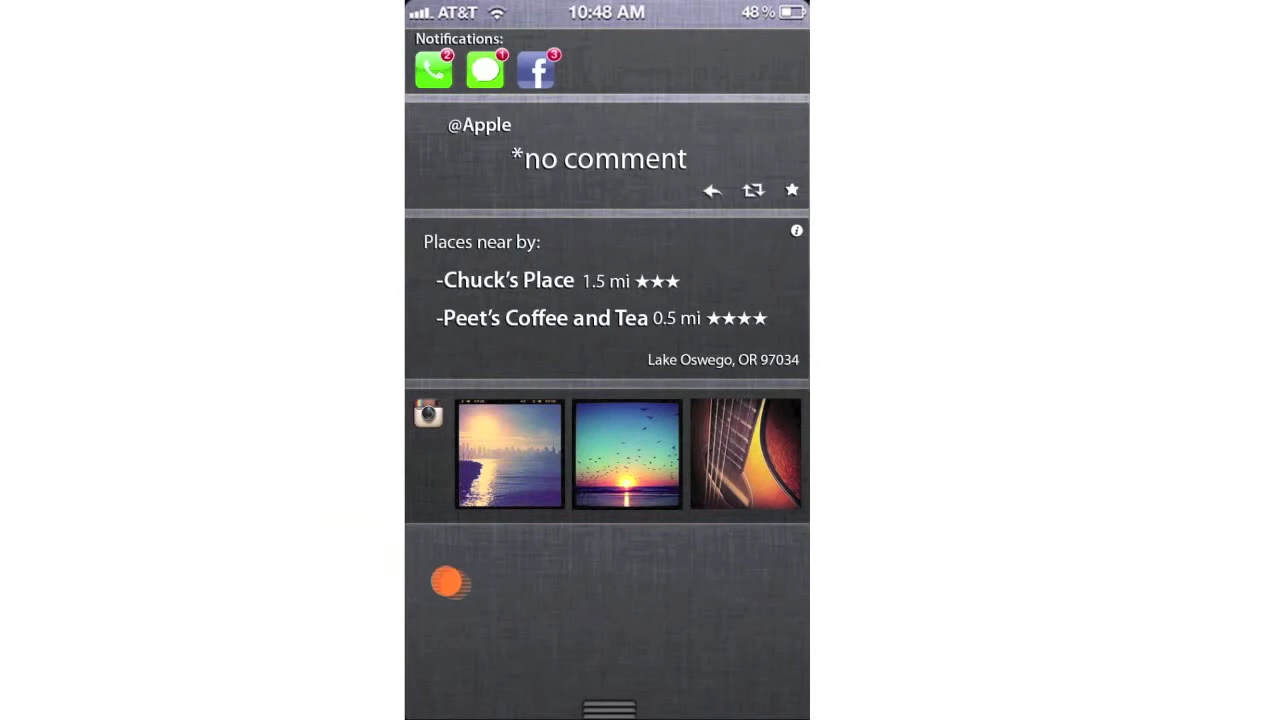 AT&T 10:48 AM 48%
Notifications:
2 1 3
f
@Apple
*no comment
i
Places near by:
-Chuck's Place 1.5 mi ★★★
-Peet's Coffee and Tea 0.5 mi ★★★★
Lake Oswego, OR 97034